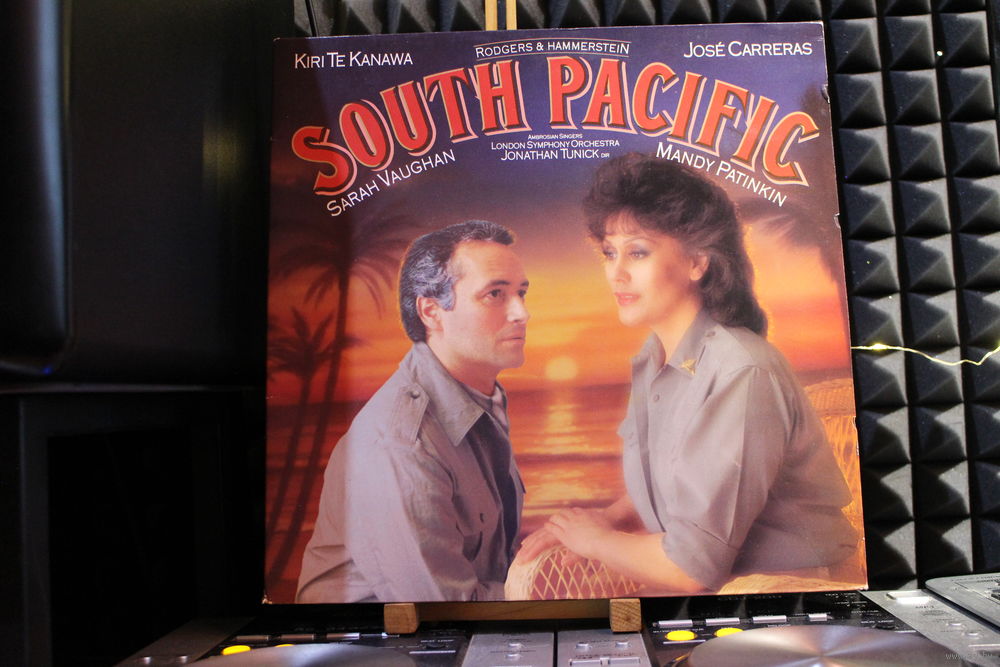 KIRI TE KANAWA
RODGERS & HAMMERSTEIN
JOSÉ CARRERAS
SOUTH PACIFIC
AMBROSIAN SINGERS
LONDON SYMPHONY ORCHESTRA
JONATHAN TUNICK DIR
SARAH VAUGHAN
MANDY PATINKIN